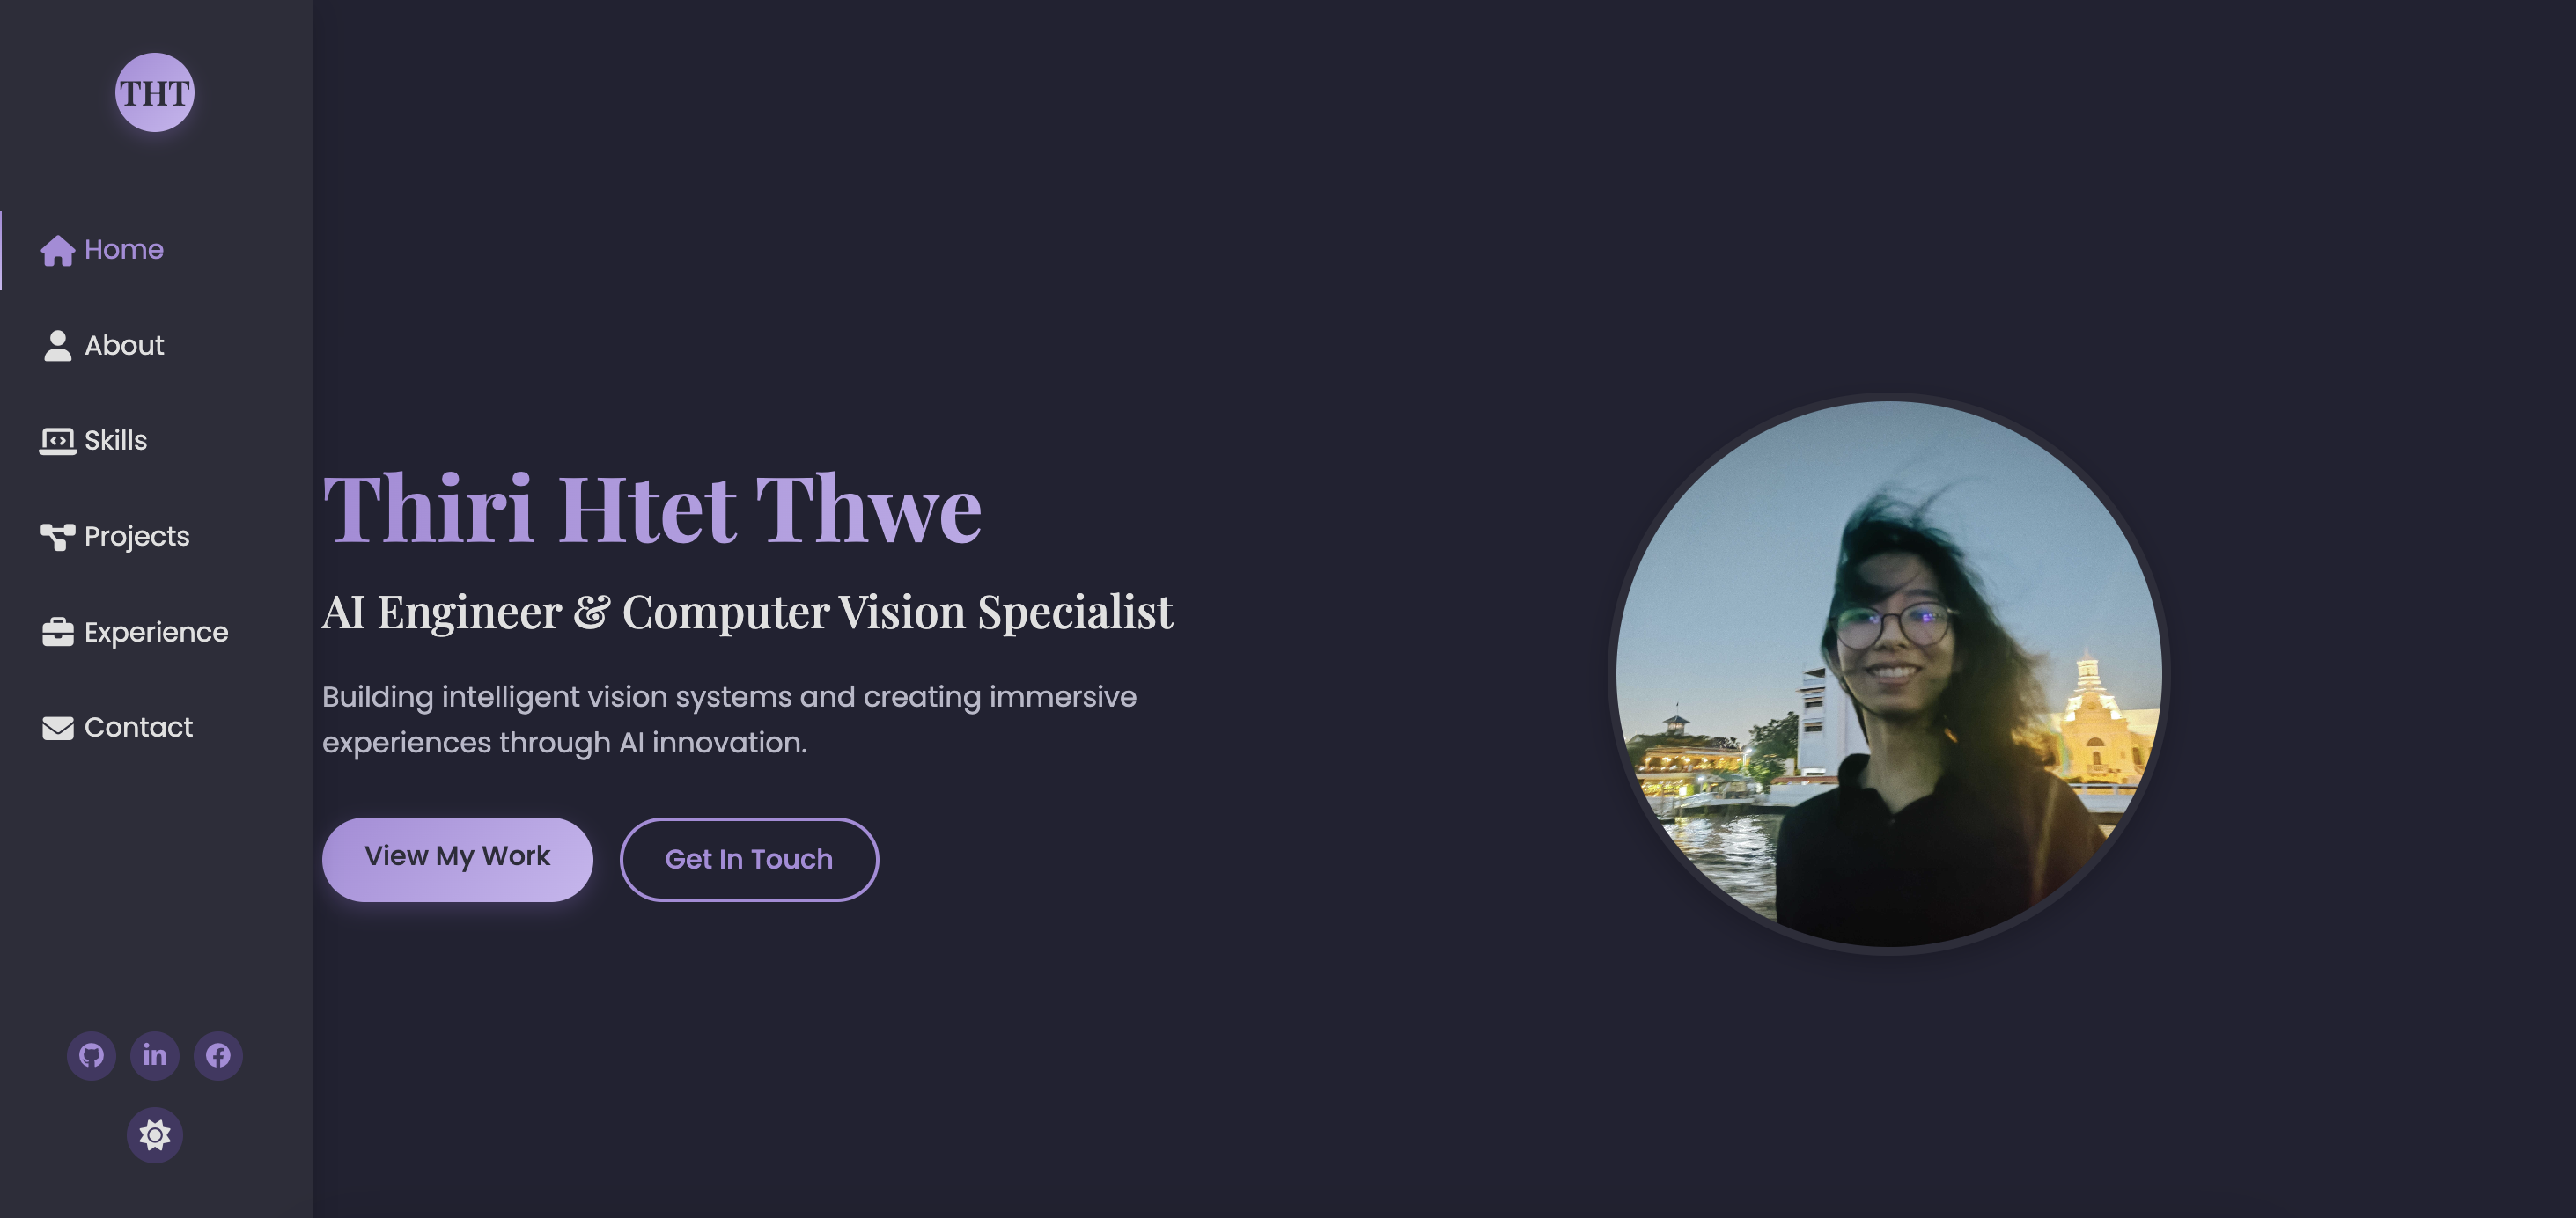 THT
Home
About
Skills
Projects
Experience
Contact
Thiri Htet Thwe
AI Engineer & Computer Vision Specialist
Building intelligent vision systems and creating immersive
experiences through AI innovation.
View My Work
Get In Touch